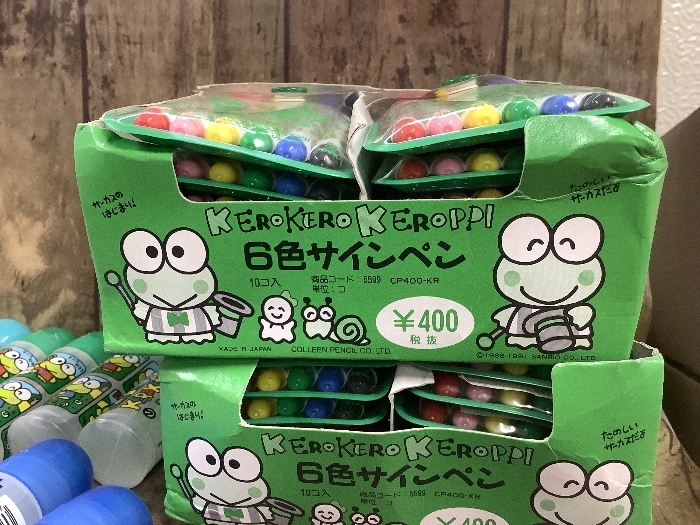 サーカスの
はじまり!
たのしい
サーカスだよ
KEROKERO KEROPPI
6色サインペン
10コ入
商品コード:5599 CP400-KR
単位:コ
¥400
税抜
MADE IN JAPAN
COLLEEN PENCIL CO. LTD.
©1988 1991 SANRIO CO. LTD.
サーカスの
はじまり!
たのしい
サーカスだよ
KEROKERO KEROPPI
6色サインペン
10コ入
商品コード:5599 CP400-KR
単位:コ
¥400